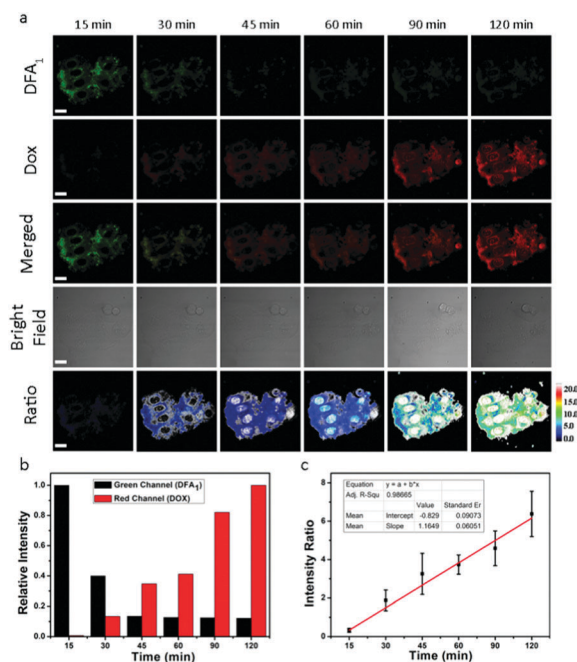 a
15 min 30 min 45 min 60 min 90 min 120 min
DFA1
Dox
Merged
Bright Field
Ratio
20.0
15.0
10.0
5.0
0.0
b
Green Channel (DFA1)
Red Channel (DOX)
Relative Intensity
1.0
0.8
0.6
0.4
0.2
0.0
15 30 45 60 90 120
Time (min)
c
Equation y = a + b*x
Adj. R-Squ 0.98665
Value Standard Er
Mean Intercept -0.829 0.09073
Mean Slope 1.1649 0.06051
Intensity Ratio
8
6
4
2
0
15 30 45 60 90 120
Time (min)